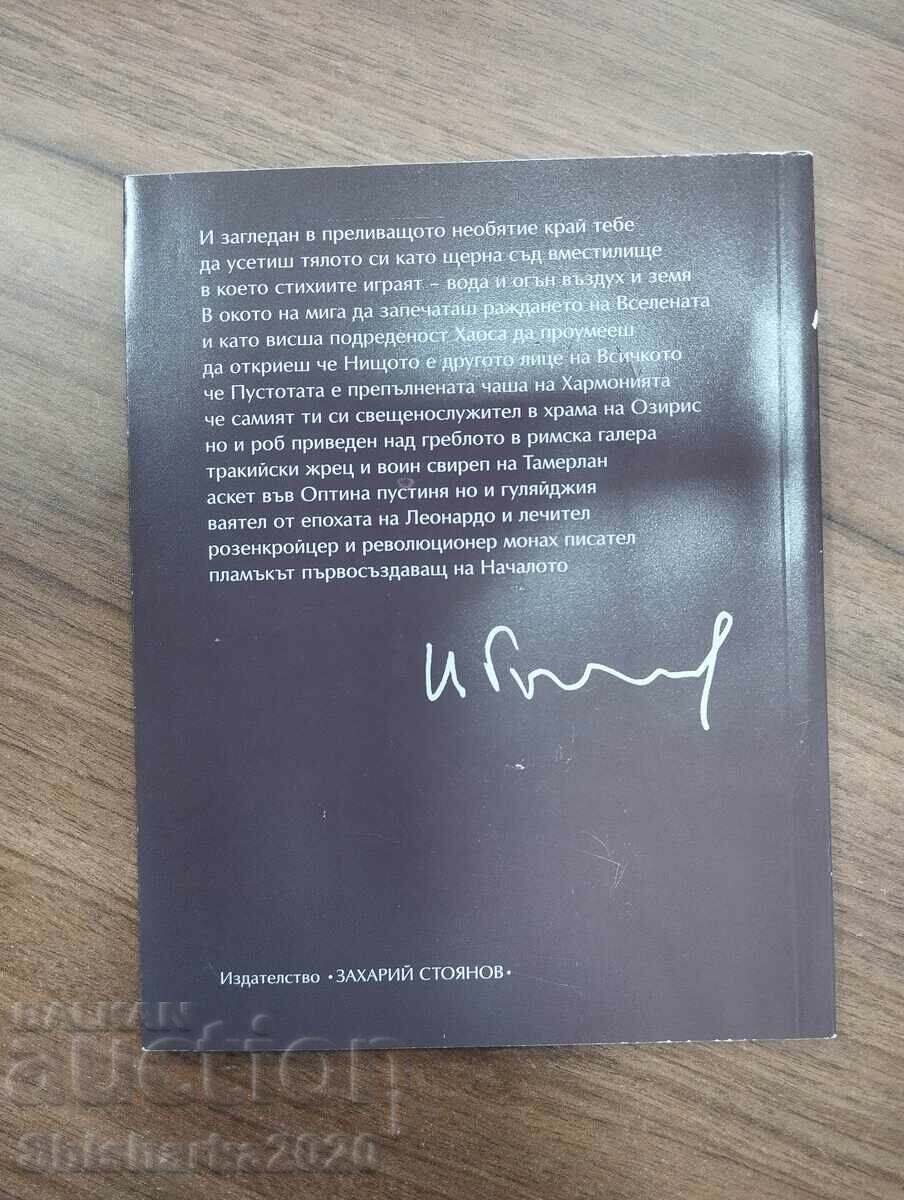 И загледан в преливащото необятие край тебе
да усетиш тялото си като щерна съд вместилище
в което стихиите играят – вода и огън въздух и земя
В окото на мига да запечаташ раждането на Вселената
и като висша подреденост Хаоса да проумееш
да откриеш че Нищото е другото лице на Всичкото
че Пустотата е препълнената чаша на Хармонията
че самият ти си свещенослужител в храма на Озирис
но и роб приведен над греблото в римска галера
тракийски жрец и воин свиреп на Тамерлан
аскет във Оптина пустиня но и гуляйджия
ваятел от епохата на Леонардо и лечител
розенкройцер и революционер монах писател
пламъкът първосъздаващ на Началото
Издателство •ЗАХАРИЙ СТОЯНОВ•
BALKAN
auction